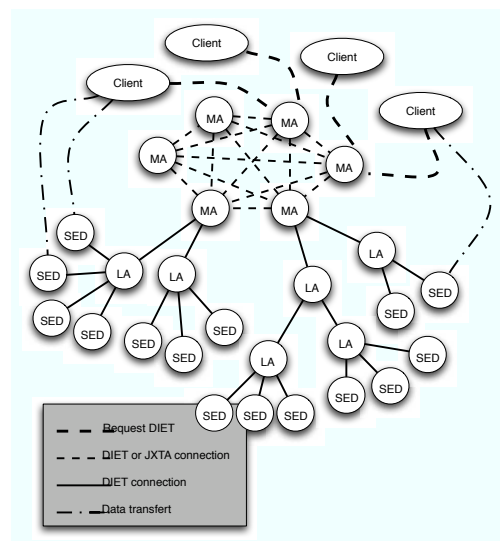 Client
Client
Client
Client
MA
MA
MA
MA
MA
MA
SED
LA
SED
LA
LA
SED
LA
SED
SED
SED
SED
SED
LA
SED
SED
LA
SED
SED
SED
SED
SED
Request DIET
DIET or JXTA connection
DIET connection
Data transfert